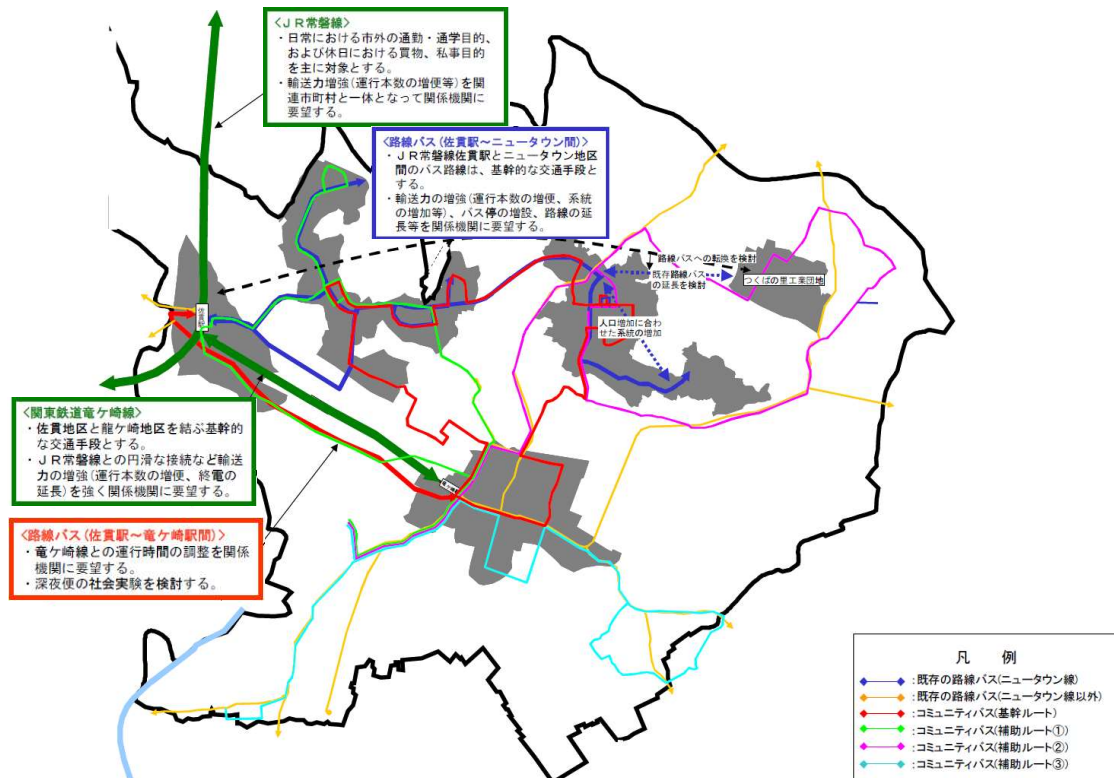 <JR常磐線>
・日常における市外の通勤・通学目的、
および休日における買物、私事目的
を主に対象とする。
・輸送力増強(運行本数の増便等)を関
連市町村と一体となって関係機関に
要望する。
<路線バス(佐貫駅~ニュータウン間)>
・JR常磐線佐貫駅とニュータウン地区
間のバス路線は、基幹的な交通手段と
する。
・輸送力の増強(運行本数の増便、系統
の増加等)、バス停の増設、路線の延
長等を関係機関に要望する。
路線バスへの転換を検討
既存路線バス
の延長を検討
つくばの里工業団地
人口増加に合わ
せた系統の増加
佐貫駅
<関東鉄道竜ケ崎線>
・佐貫地区と龍ケ崎地区を結ぶ基幹的
な交通手段とする。
・JR常磐線との円滑な接続など輸送
力の増強(運行本数の増便、終電の
延長)を強く関係機関に要望する。
竜ケ崎駅
<路線バス(佐貫駅~竜ケ崎駅間)>
・竜ケ崎線との運行時間の調整を関係
機関に要望する。
・深夜便の社会実験を検討する。
凡 例
:既存の路線バス(ニュータウン線)
:既存の路線バス(ニュータウン線以外)
:コミュニティバス(基幹ルート)
:コミュニティバス(補助ルート①)
:コミュニティバス(補助ルート②)
:コミュニティバス(補助ルート③)